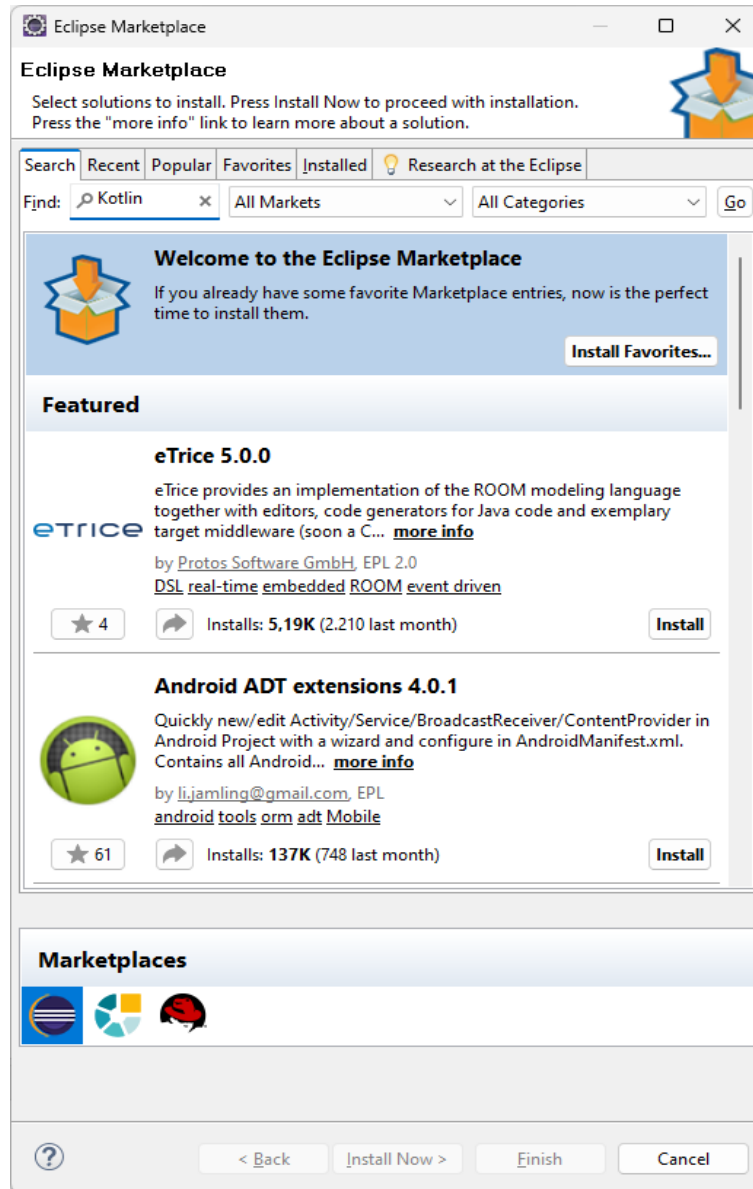 Eclipse Marketplace
Eclipse Marketplace
Select solutions to install. Press Install Now to proceed with installation.
Press the "more info" link to learn more about a solution.
Search Recent Popular Favorites Installed Research at the Eclipse
Find: Kotlin All Markets All Categories Go
Welcome to the Eclipse Marketplace
If you already have some favorite Marketplace entries, now is the perfect
time to install them.
Install Favorites...
Featured
eTrice 5.0.0
eTrice provides an implementation of the ROOM modeling language
together with editors, code generators for Java code and exemplary
eTrice target middleware (soon a C... more info
by Protos Software GmbH, EPL 2.0
DSL real-time embedded ROOM event driven
4 Installs: 5,19K (2.210 last month) Install
Android ADT extensions 4.0.1
Quickly new/edit Activity/Service/BroadcastReceiver/ContentProvider in
Android Project with a wizard and configure in AndroidManifest.xml.
Contains all Android... more info
by li.jamling@gmail.com, EPL
android tools orm adt Mobile
61 Installs: 137K (748 last month) Install
Marketplaces
? < Back Install Now > Finish Cancel